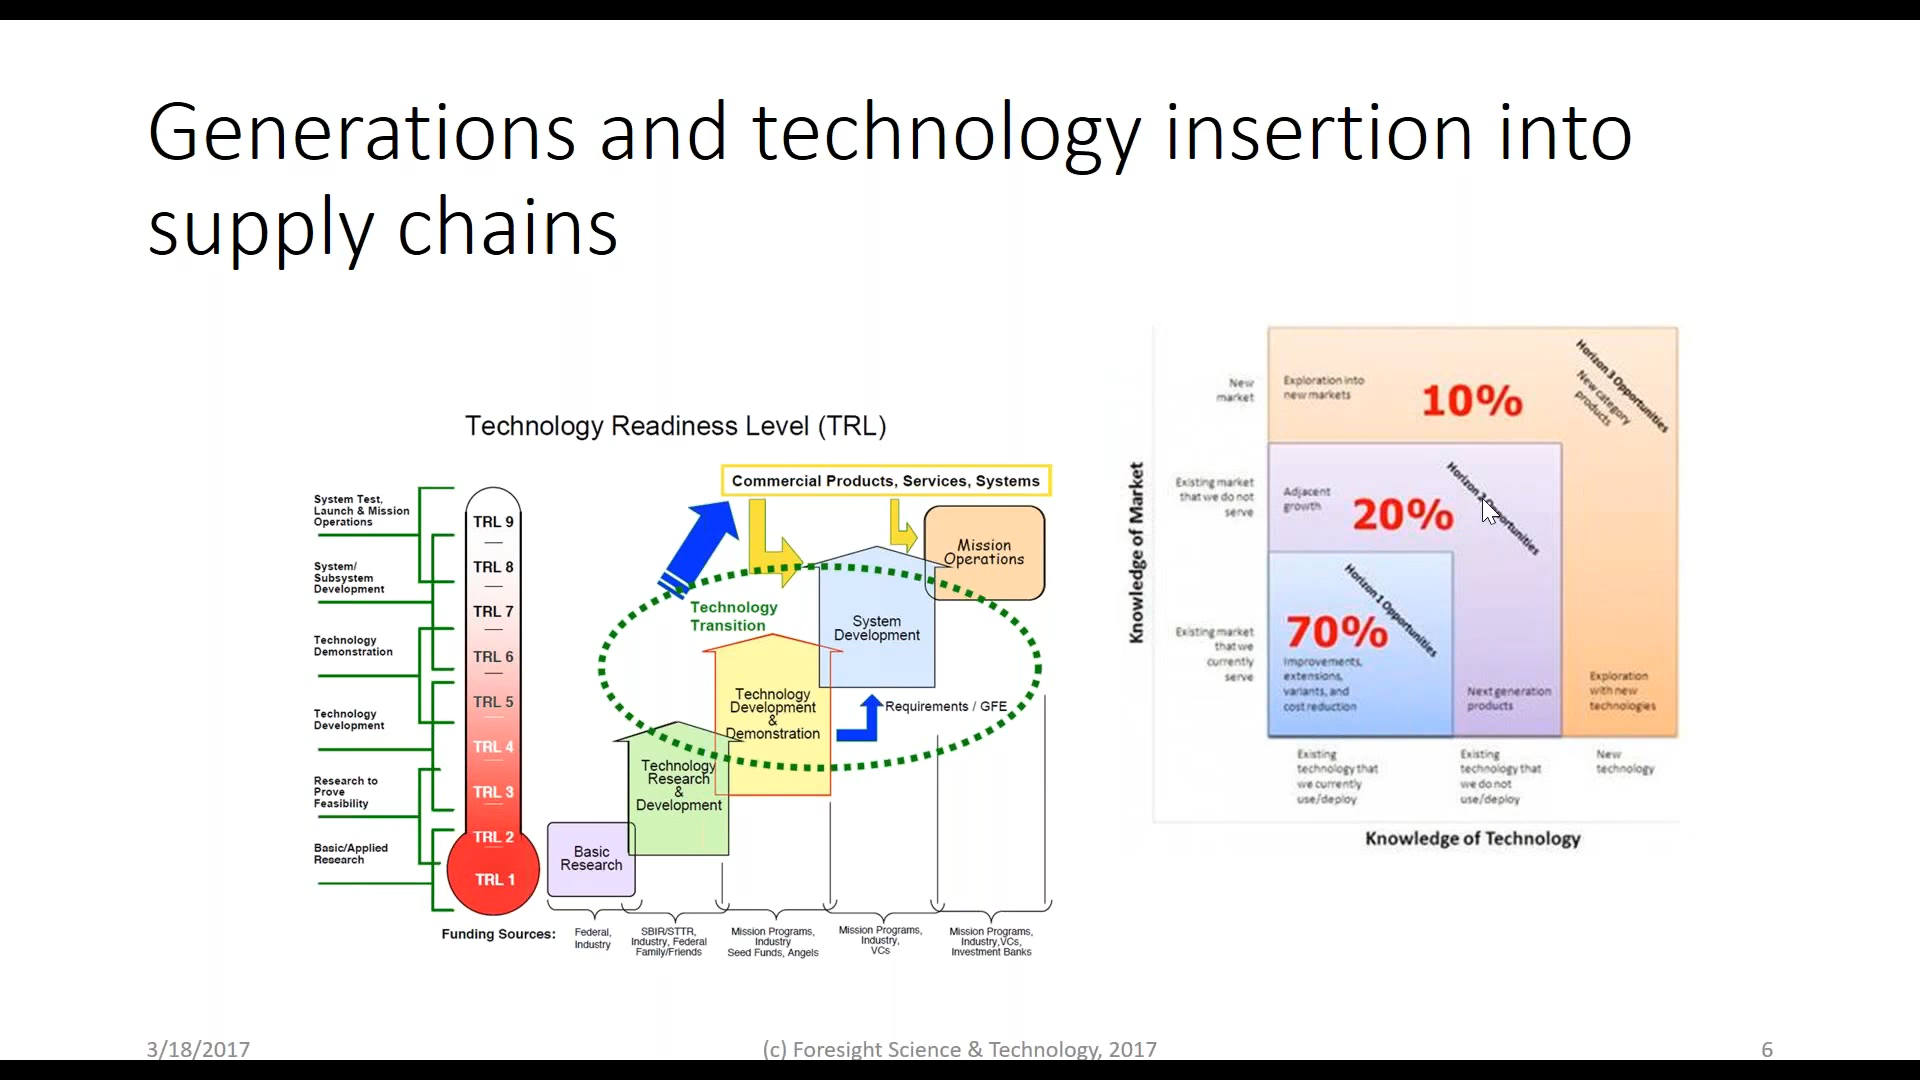 Generations and technology insertion into
supply chains
Technology Readiness Level (TRL)
System Test,
Launch & Mission
Operations
System/
Subsystem
Development
Technology
Demonstration
Technology
Development
Research to
Prove
Feasibility
Basic/Applied
Research
TRL 9
TRL 8
TRL 7
TRL 6
TRL 5
TRL 4
TRL 3
TRL 2
TRL 1
Commercial Products, Services, Systems
Mission
Operations
Technology
Transition
System
Development
Technology
Development
&
Demonstration
Requirements / GFE
Technology
Research
&
Development
Basic
Research
Funding Sources:
Federal,
Industry
SBIR/STTR,
Industry, Federal
Family/Friends
Mission Programs,
Industry
Seed Funds, Angels
Mission Programs,
Industry,
VCs
Mission Programs,
Industry,VCs,
Investment Banks
Knowledge of Market
New
market
Existing market
that we do not
serve
Existing market
that we
currently
serve
Exploration into
new markets
10%
Horizon 3 Opportunities
New category
products
Adjacent
growth
20%
Horizon 2 Opportunities
70%
Horizon 1 Opportunities
Improvements,
extensions,
variants, and
cost reduction
Next generation
products
Exploration
with new
technologies
Existing
technology that
we currently
use/deploy
Existing
technology that
we do not
use/deploy
New
technology
Knowledge of Technology
3/18/2017
(c) Foresight Science & Technology, 2017
6